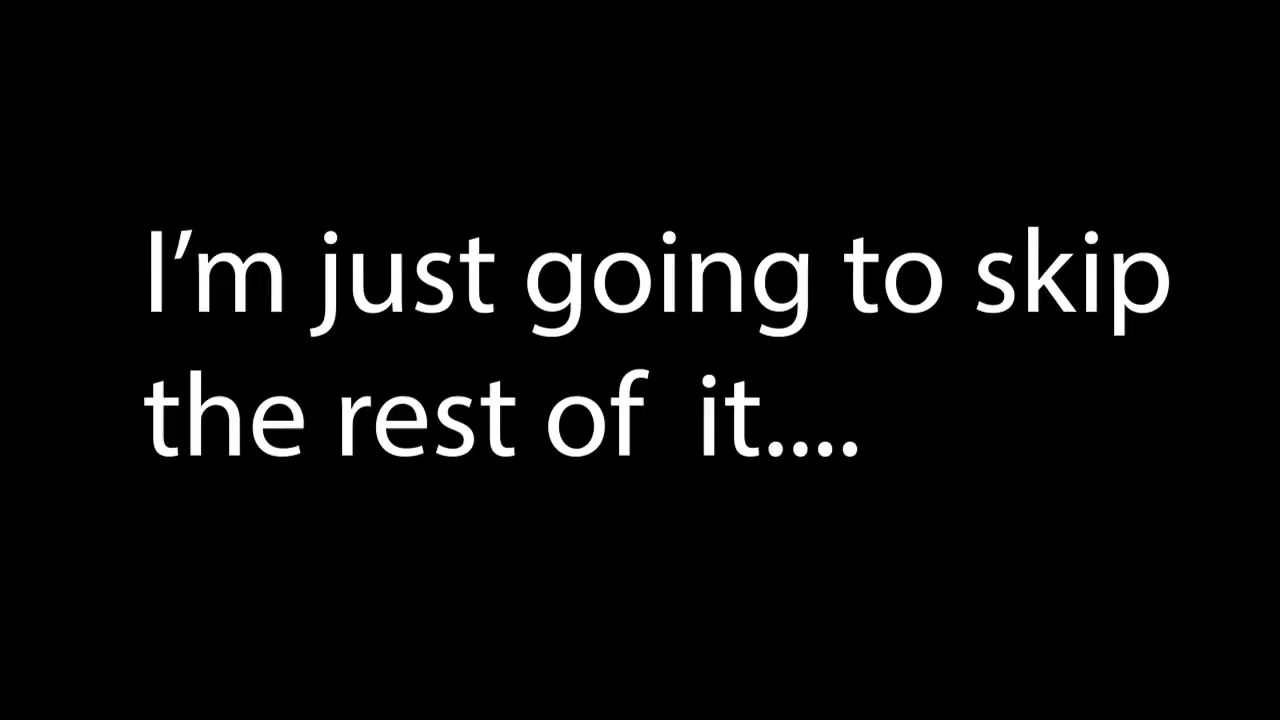 I’m just going to skip
the rest of  it....